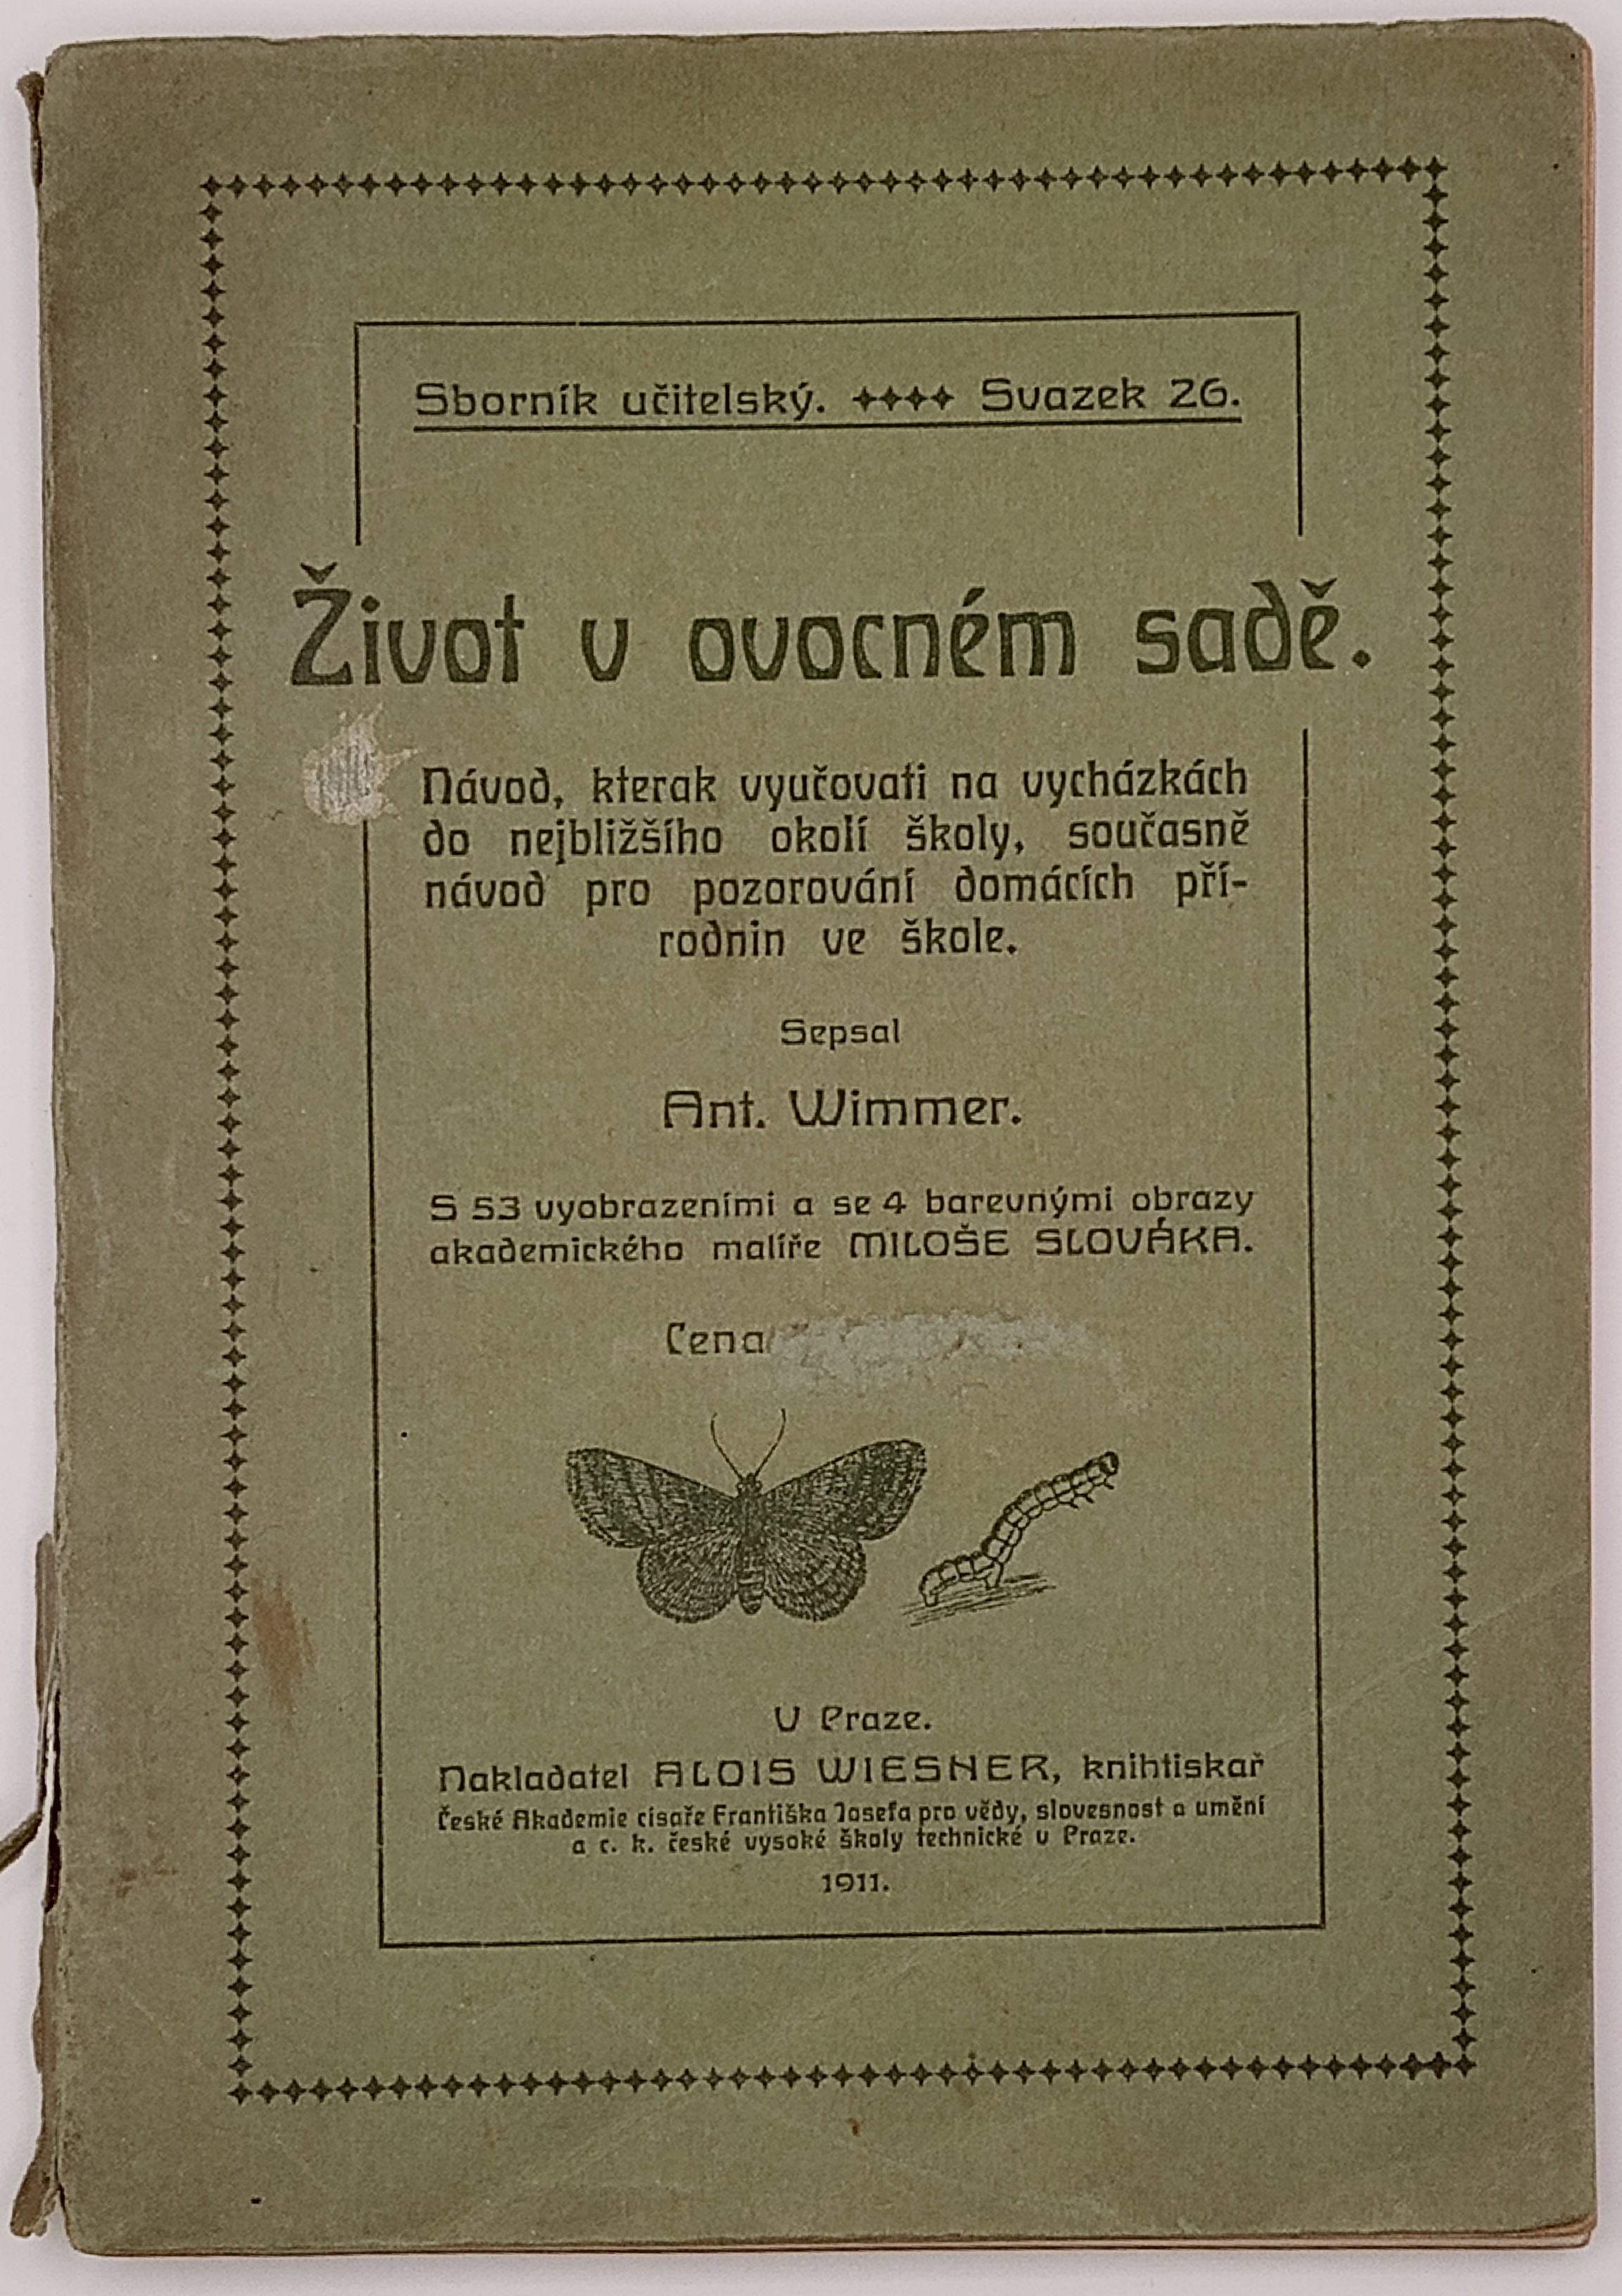 Sborník učitelský. Svazek 26.
Život v ovocném sadě.
Návod, kterak vyučovati na vycházkách
do nejbližšího okolí školy, současně
návod pro pozorování domácích pří-
rodnin ve škole.
Sepsal
Ant. Wimmer.
S 53 vyobrazeními a se 4 barevnými obrazy
akademického malíře MILOŠE SLOVÁKA.
Cena
V Praze.
Nakladatel ALOIS WIESNER, knihtiskař
České Akademie císaře Františka Josefa pro vědy, slovesnost a umění
a c. k. české vysoké školy technické v Praze.
1911.